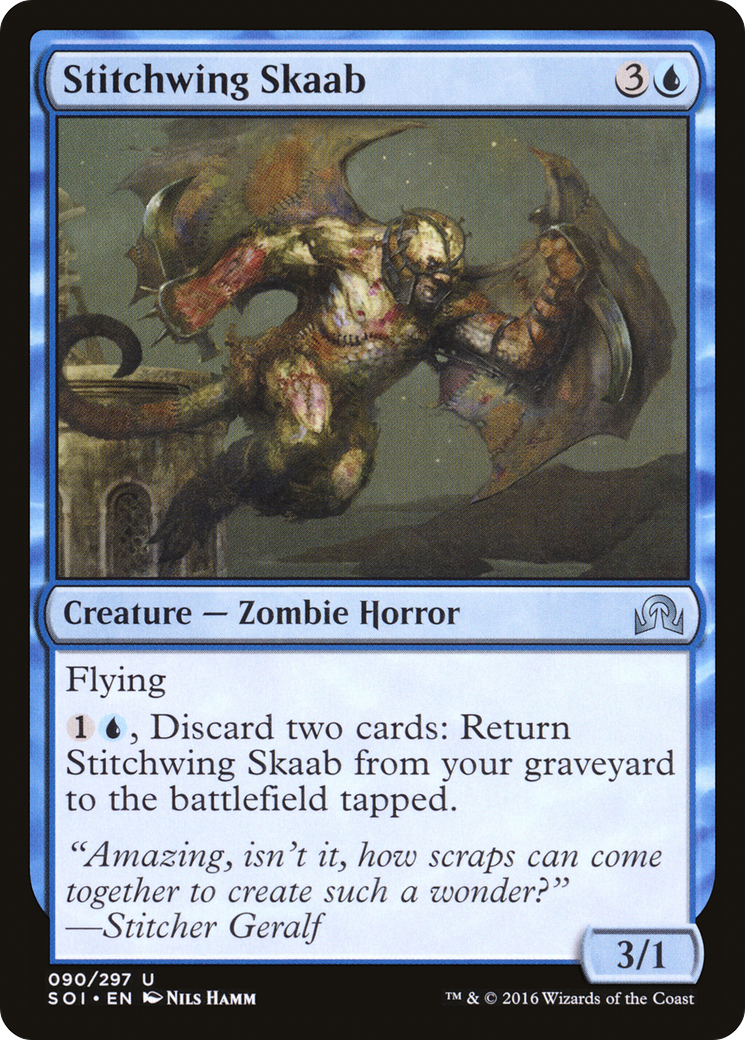 Stitchwing Skaab 3
Creature — Zombie Horror
Flying
1, Discard two cards: Return
Stitchwing Skaab from your graveyard
to the battlefield tapped.
“Amazing, isn’t it, how scraps can come
together to create such a wonder?”
—Stitcher Geralf
3/1
090/297 U
SOI • EN Nils Hamm
™ & © 2016 Wizards of the Coast